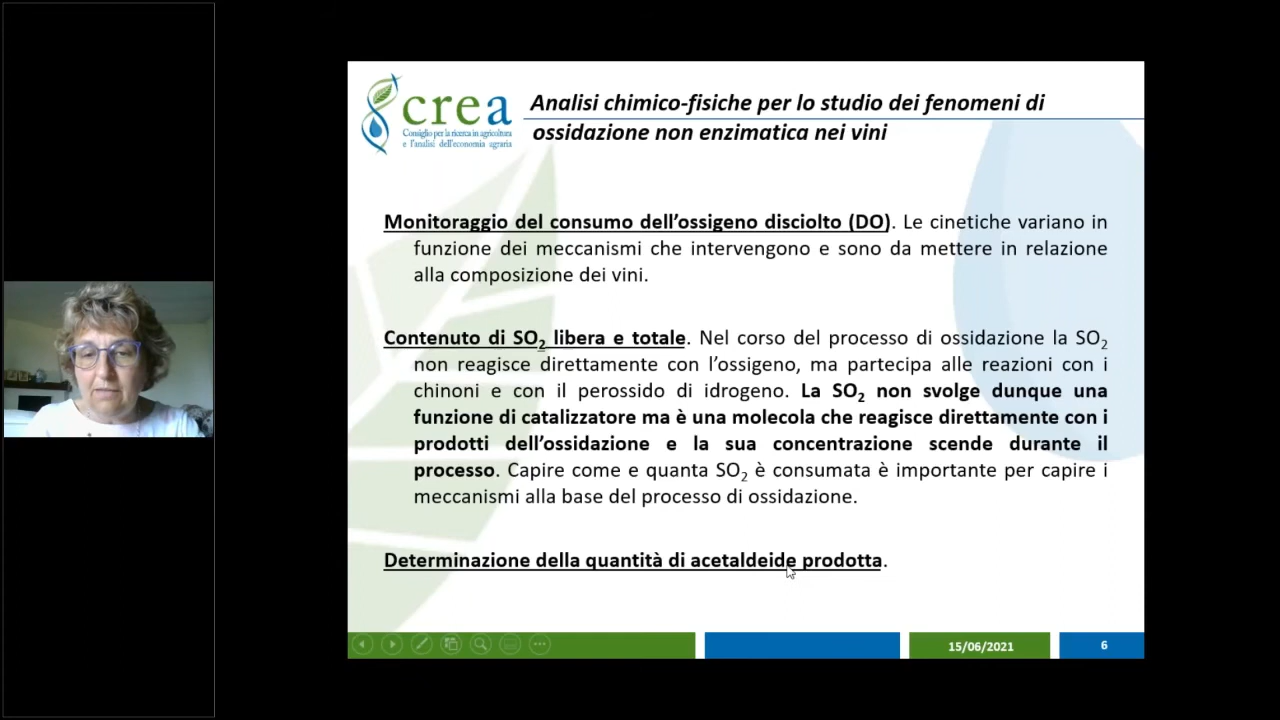 crea
Consiglio per la ricerca in agricoltura
e l'analisi dell'economia agraria
Analisi chimico-fisiche per lo studio dei fenomeni di
ossidazione non enzimatica nei vini
Monitoraggio del consumo dell’ossigeno disciolto (DO). Le cinetiche variano in
funzione dei meccanismi che intervengono e sono da mettere in relazione
alla composizione dei vini.
Contenuto di SO₂ libera e totale. Nel corso del processo di ossidazione la SO₂
non reagisce direttamente con l’ossigeno, ma partecipa alle reazioni con i
chinoni e con il perossido di idrogeno. La SO₂ non svolge dunque una
funzione di catalizzatore ma è una molecola che reagisce direttamente con i
prodotti dell’ossidazione e la sua concentrazione scende durante il
processo. Capire come e quanta SO₂ è consumata è importante per capire i
meccanismi alla base del processo di ossidazione.
Determinazione della quantità di acetaldeide prodotta.
15/06/2021
6